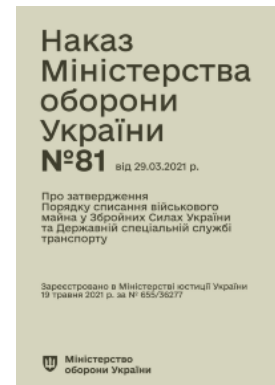 Наказ
Міністерства
оборони
України
№81 від 29.03.2021 р.
Про затвердження
Порядку списання військового
майна у Збройних Силах України
та Державній спеціальній службі
транспорту
Зареєстровано в Міністерстві юстиції України
19 травня 2021 р. за № 655/36277
Міністерство
оборони України